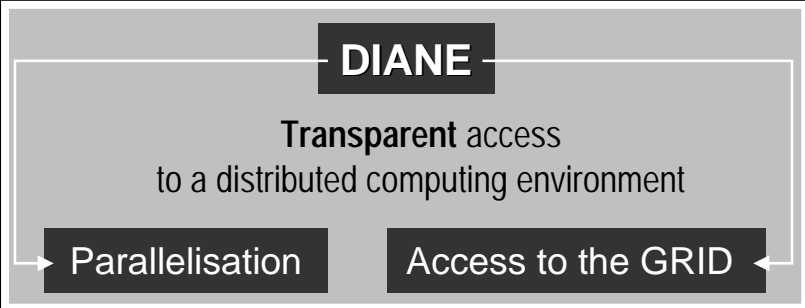 DIANE
Transparent access
to a distributed computing environment
Parallelisation
Access to the GRID